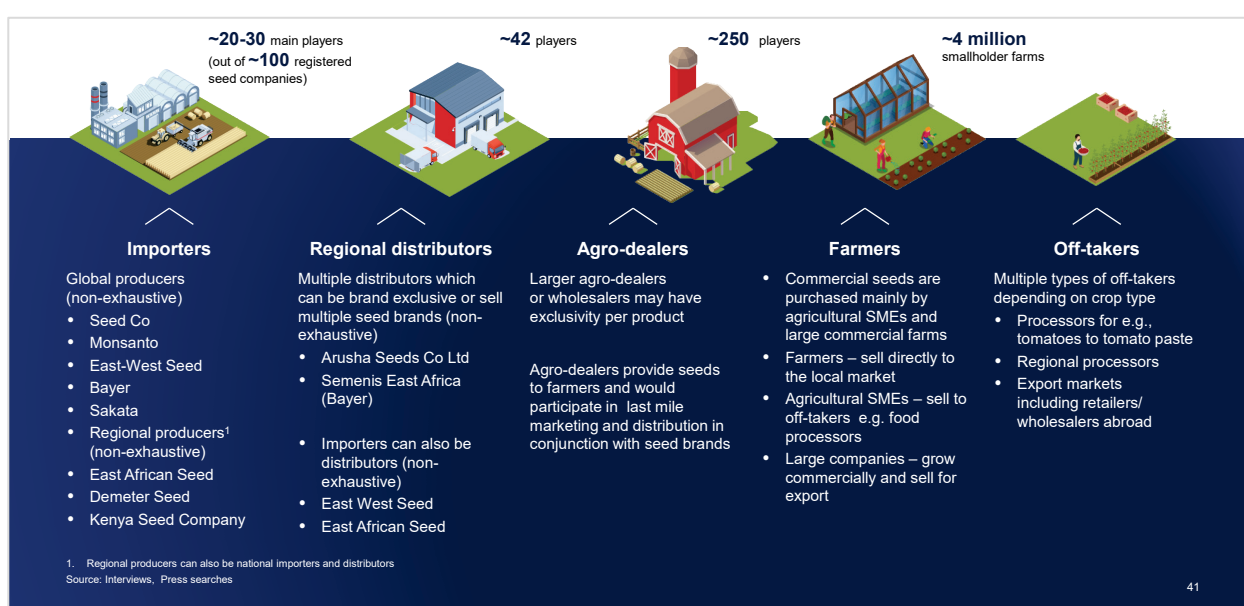 ~20-30 main players
(out of ~100 registered
seed companies)
~42 players
~250 players
~4 million
smallholder farms
Importers
Global producers
(non-exhaustive)
• Seed Co
• Monsanto
• East-West Seed
• Bayer
• Sakata
• Regional producers¹
(non-exhaustive)
• East African Seed
• Demeter Seed
• Kenya Seed Company
Regional distributors
Multiple distributors which
can be brand exclusive or sell
multiple seed brands (non-
exhaustive)
• Arusha Seeds Co Ltd
• Semenis East Africa
(Bayer)
• Importers can also be
distributors (non-
exhaustive)
• East West Seed
• East African Seed
Agro-dealers
Larger agro-dealers
or wholesalers may have
exclusivity per product
Agro-dealers provide seeds
to farmers and would
participate in last mile
marketing and distribution in
conjunction with seed brands
Farmers
• Commercial seeds are
purchased mainly by
agricultural SMEs and
large commercial farms
• Farmers – sell directly to
the local market
• Agricultural SMEs – sell to
off-takers e.g. food
processors
• Large companies – grow
commercially and sell for
export
Off-takers
Multiple types of off-takers
depending on crop type
• Processors for e.g.,
tomatoes to tomato paste
• Regional processors
• Export markets
including retailers/
wholesalers abroad
1. Regional producers can also be national importers and distributors
Source: Interviews, Press searches
41